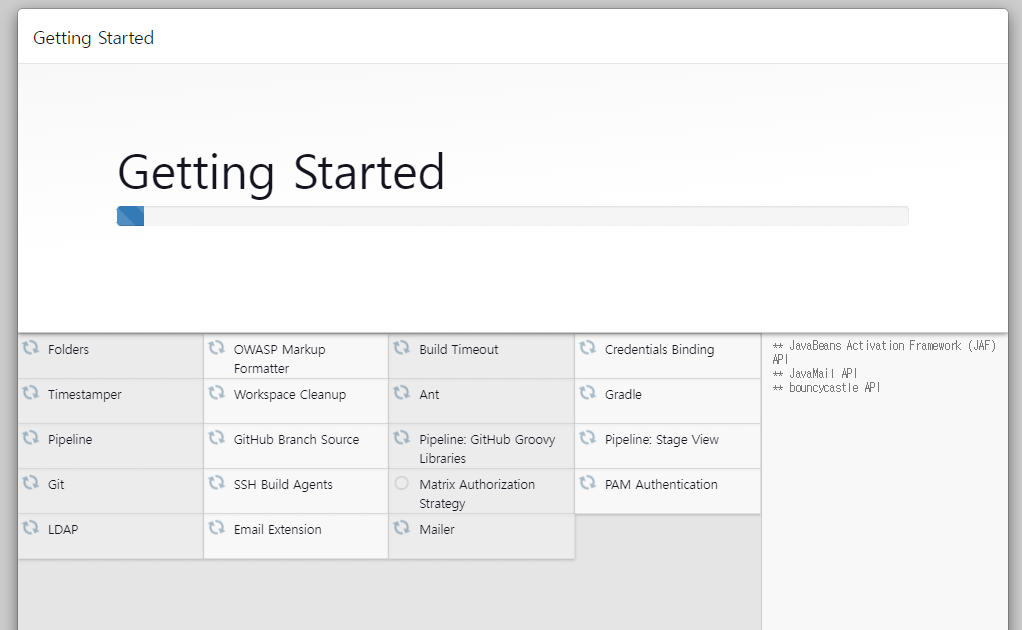 Getting Started
Getting Started
Folders
OWASP Markup
Formatter
Build Timeout
Credentials Binding
Timestamper
Workspace Cleanup
Ant
Gradle
Pipeline
GitHub Branch Source
Pipeline: GitHub Groovy
Libraries
Pipeline: Stage View
Git
SSH Build Agents
Matrix Authorization
Strategy
PAM Authentication
LDAP
Email Extension
Mailer
** JavaBeans Activation Framework (JAF)
API
** JavaMail API
** bouncycastle API